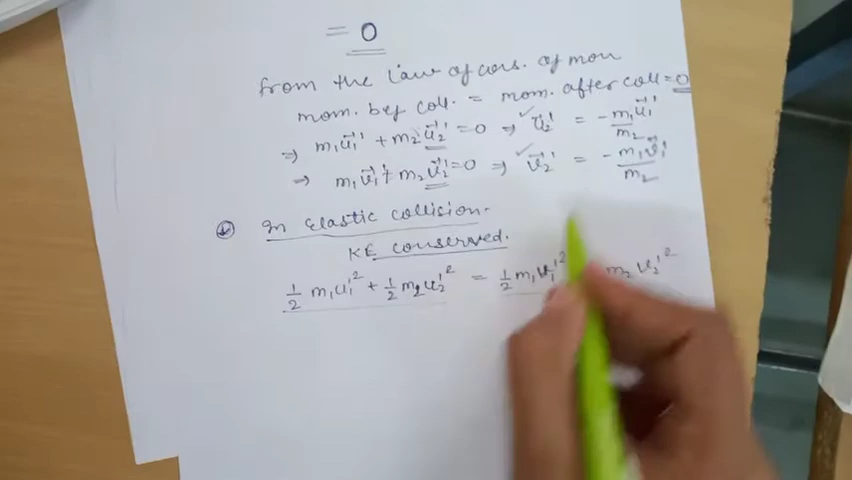 = 0
from the law of cons. of mom
mom. bef coll. = mom. after coll = 0
⇒ m₁u⃗₁' + m₂u⃗₂' = 0 ⇒ u⃗₂' = - m₁u⃗₁' / m₂
⇒ m₁v⃗₁' + m₂v⃗₂' = 0 ⇒ v⃗₂' = - m₁v⃗₁' / m₂
In Elastic collision.
KE conserved.
½ m₁u₁'² + ½ m₂u₂'² = ½ m₁v₁'² m₂v₂'²